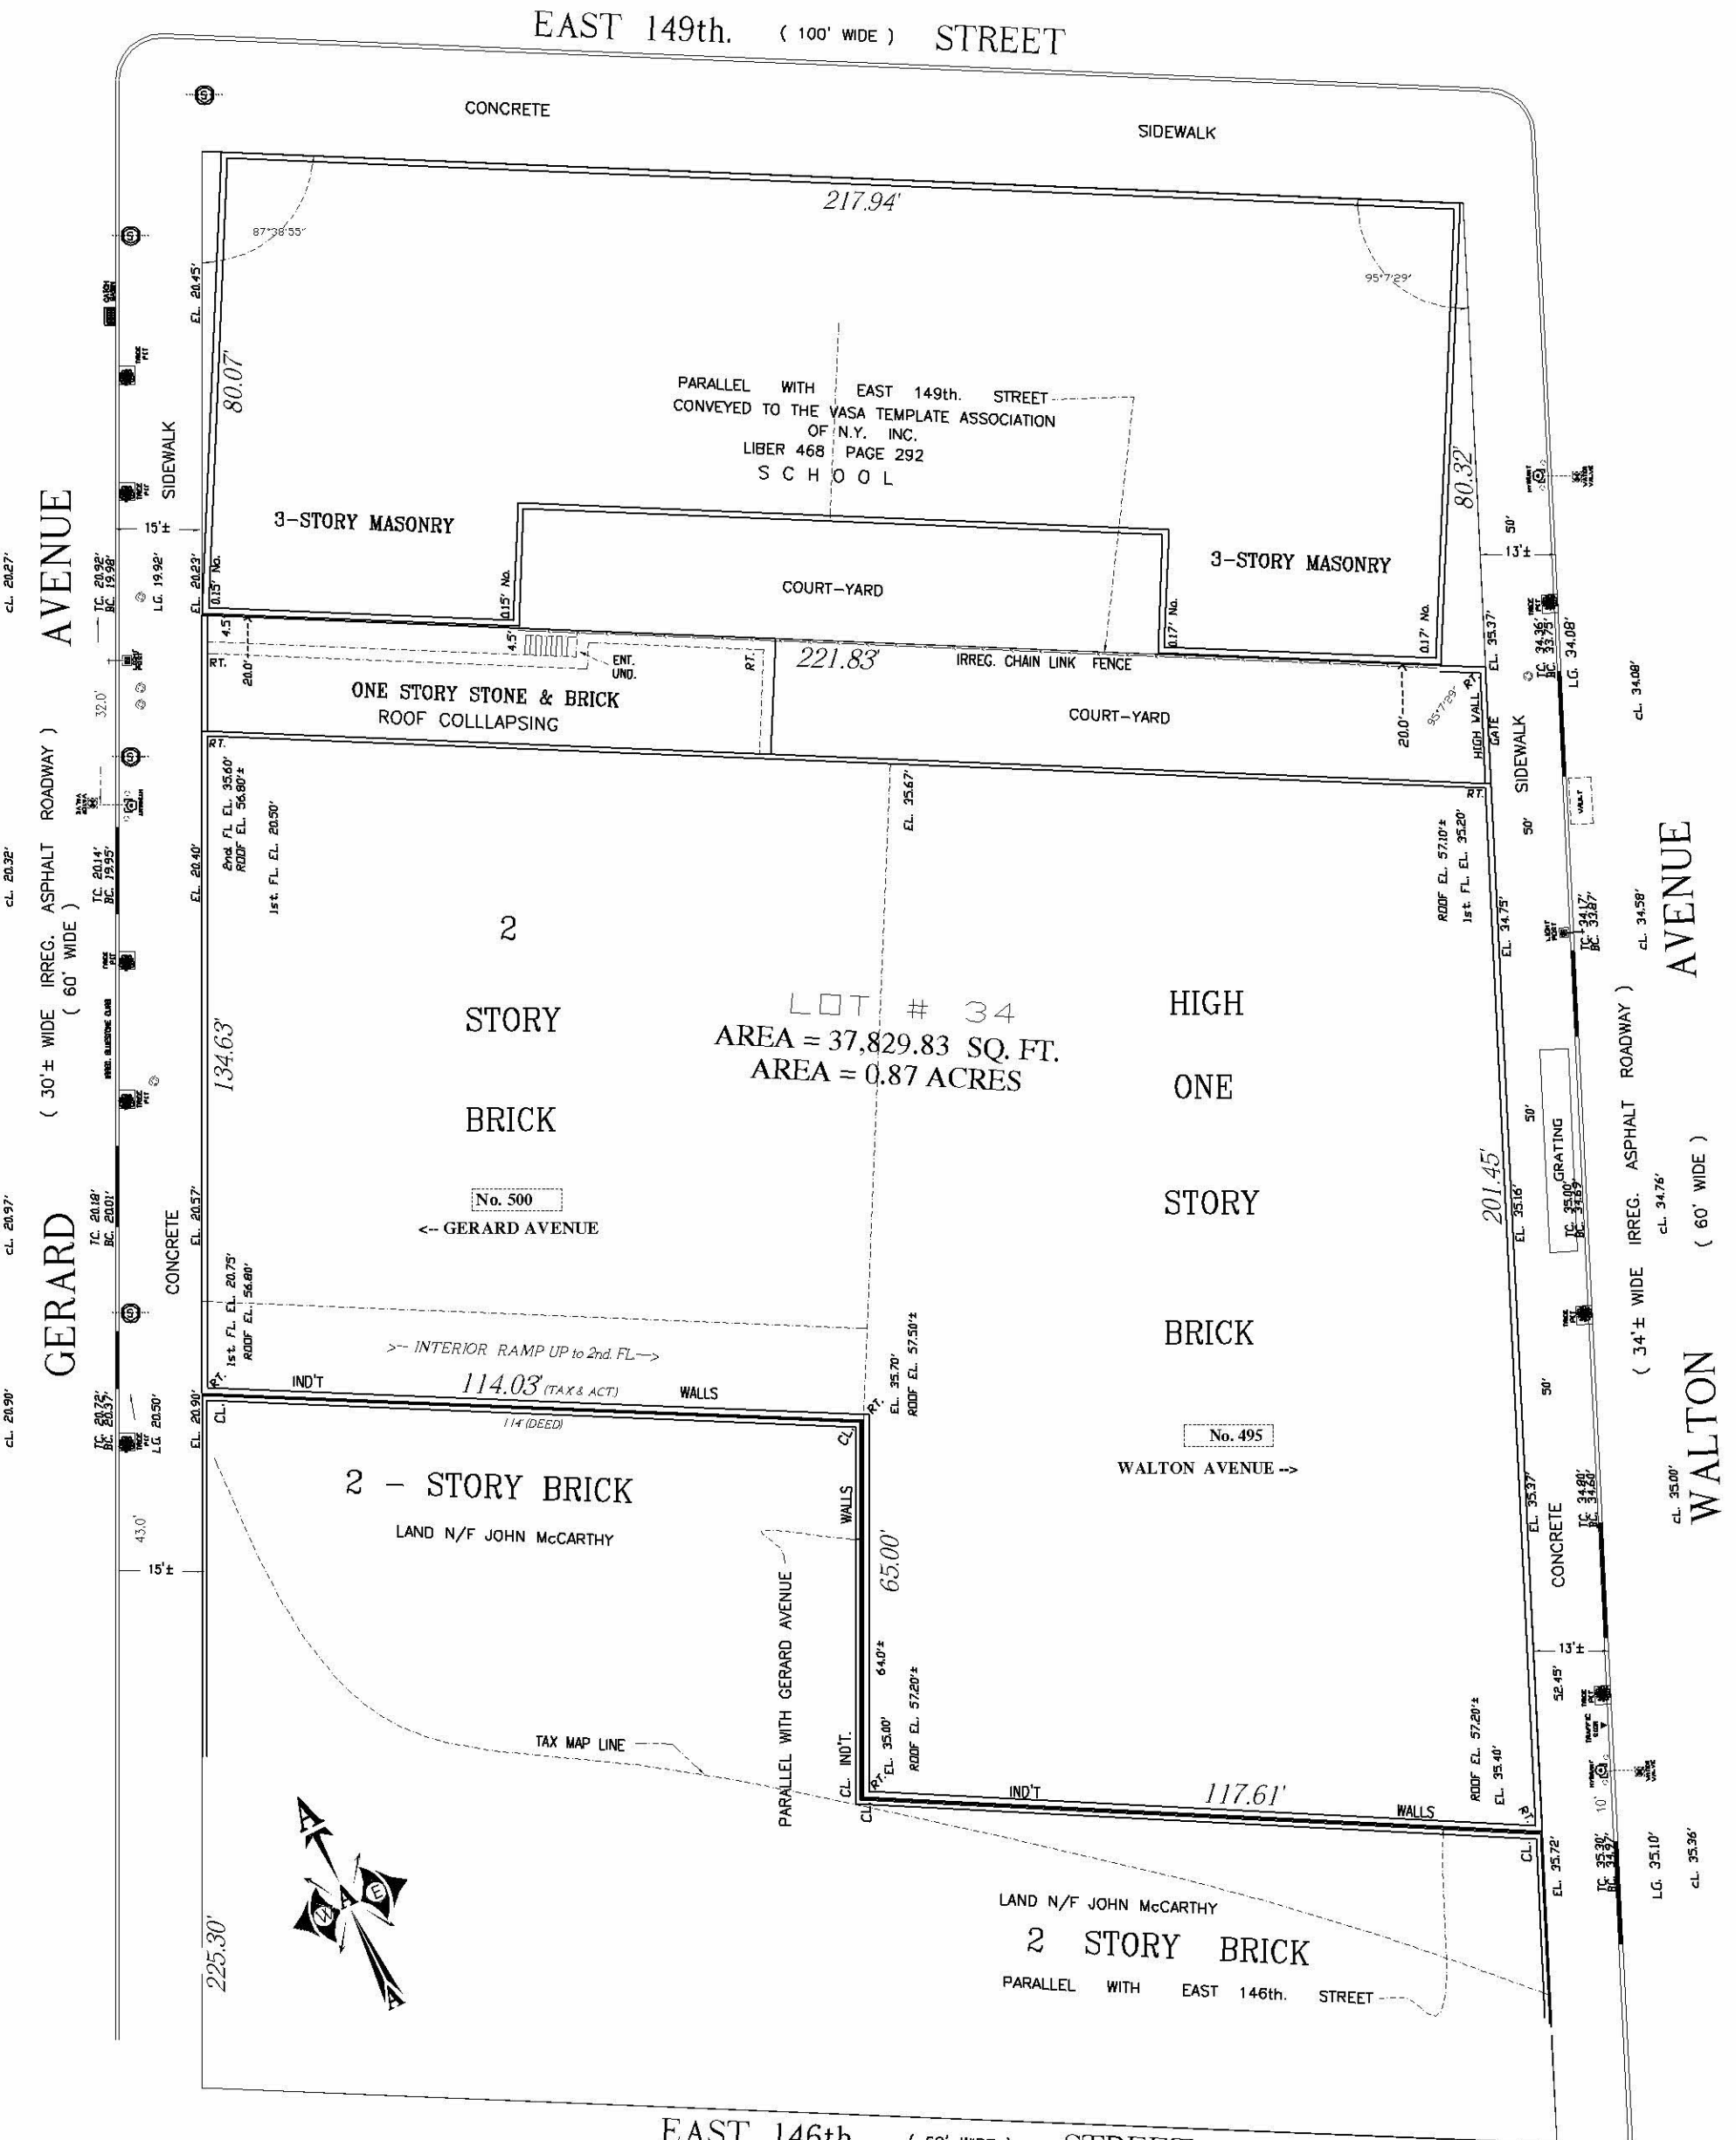 EAST 149th. ( 100' WIDE ) STREET
CONCRETE
SIDEWALK
217.94'
87°38'55"
95°7'29"
EL. 20.45'
80.07'
SIDEWALK
15'±
PARALLEL WITH EAST 149th. STREET
CONVEYED TO THE VASA TEMPLATE ASSOCIATION
OF N.Y. INC.
LIBER 468 PAGE 292
SCHOOL
3-STORY MASONRY
3-STORY MASONRY
80.32'
50'
13'±
COURT-YARD
0.15' No.
0.15' No.
0.17' No.
0.17' No.
cL. 20.27'
AVENUE
TC. 20.92'
BC. 19.98'
LG. 19.92'
EL. 20.23'
EL. 35.37'
TC. 34.36'
BC. 33.75'
LG. 34.08'
cL. 34.08'
4.5'
4.5'
RT.
20.0'
ENT.
UND.
RT.
221.83'
IRREG. CHAIN LINK FENCE
ONE STORY STONE & BRICK
ROOF COLLLAPSING
COURT-YARD
20.0'
95°7'29"
HIGH WALL
GATE
SIDEWALK
32.0'
RT.
RT.
2nd FL EL. 35.60'
ROOF EL. 56.80'±
1st. FL. EL. 20.50'
EL. 35.67'
ROOF EL. 57.10'±
1st. FL. EL. 35.20'
50'
VAULT
cL. 20.32'
TC. 20.14'
BC. 19.95'
EL. 20.40'
EL. 34.75'
LIGHT
POST
TC. 34.17'
BC. 33.87'
cL. 34.58'
AVENUE
( 30'± WIDE IRREG. ASPHALT ROADWAY )
( 60' WIDE )
2
STORY
BRICK
134.63'
LOT # 34
AREA = 37,829.83 SQ. FT.
AREA = 0.87 ACRES
HIGH
ONE
STORY
BRICK
50'
GRATING
201.45'
EL. 35.16'
TC. 35.00'
BC. 34.69'
cL. 34.76'
( 34'± WIDE IRREG. ASPHALT ROADWAY )
( 60' WIDE )
No. 500
<-- GERARD AVENUE
cL. 20.97'
GERARD
TC. 20.18'
BC. 20.01'
CONCRETE
EL. 20.57'
1st. FL. EL. 20.75'
ROOF EL. 56.80'
>-- INTERIOR RAMP UP to 2nd. FL.-->
114.03' (TAX & ACT)
IND'T
WALLS
114' (DEED)
EL. 35.70'
ROOF EL. 57.50'±
RT.
RT.
CL.
CL.
No. 495
WALTON AVENUE -->
50'
WALTON
cL. 20.90'
TC. 20.72'
BC. 20.37'
LG. 20.50'
EL. 20.90'
2 - STORY BRICK
LAND N/F JOHN McCARTHY
WALLS
65.00'
EL. 35.37'
CONCRETE
TC. 34.80'
BC. 34.60'
cL. 35.00'
43.0'
15'±
PARALLEL WITH GERARD AVENUE
64.0'±
13'±
52.45'
TAX MAP LINE
CL. IND'T.
EL. 35.00'
ROOF EL. 57.20'±
RT.
CL.
IND'T
117.61'
WALLS
ROOF EL. 57.20'±
EL. 35.40'
RT.
CL.
10'
EL. 35.72'
TC. 35.30'
BC. 34.97'
LG. 35.10'
cL. 35.36'
E
225.30'
LAND N/F JOHN McCARTHY
2 STORY BRICK
PARALLEL WITH EAST 146th. STREET
EAST 146th.